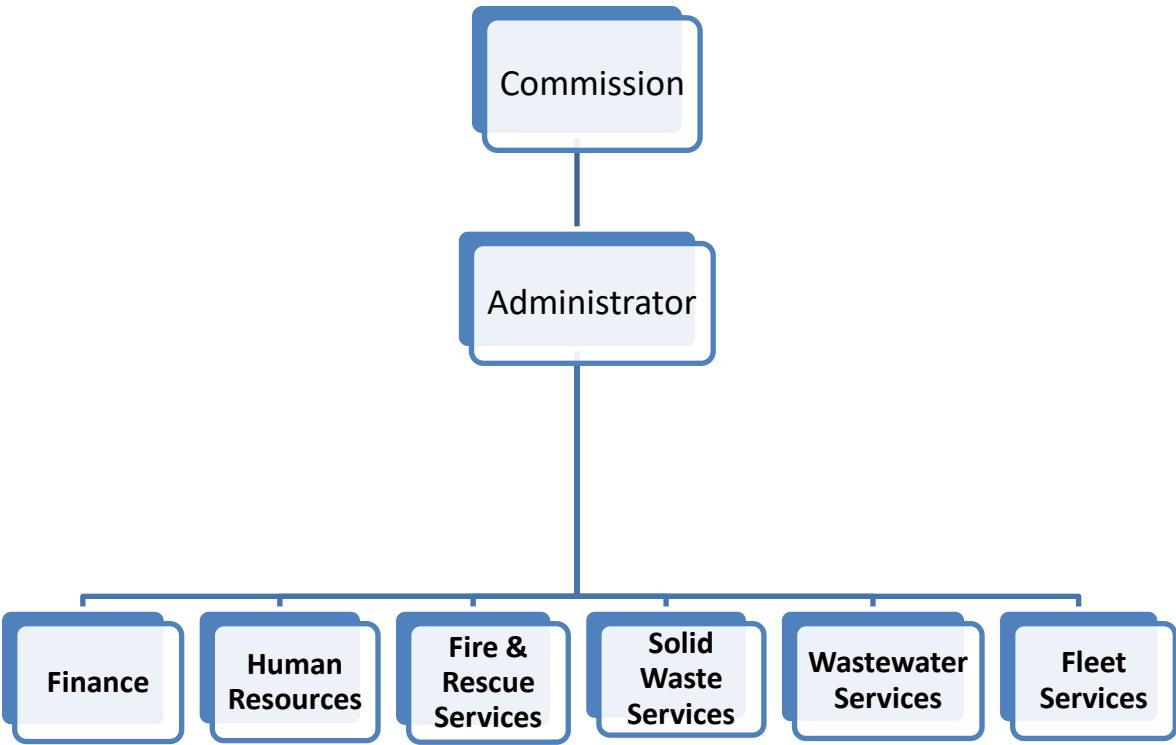 Commission
Administrator
Finance
Human
Resources
Fire &
Rescue
Services
Solid
Waste
Services
Wastewater
Services
Fleet
Services